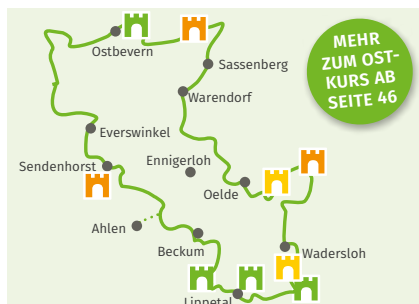 MEHR
ZUM OST-
KURS AB
SEITE 46
Ostbevern
Sassenberg
Warendorf
Everswinkel
Ennigerloh
Sendenhorst
Oelde
Ahlen
Beckum
Wadersloh
Lippetal